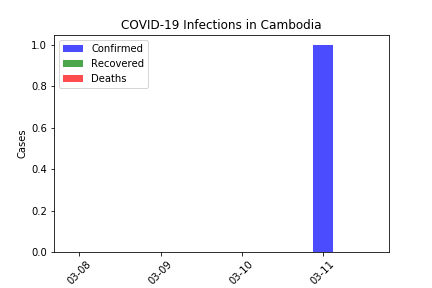 COVID-19 Infections in Cambodia
Confirmed
Recovered
Deaths
Cases
1.0
0.8
0.6
0.4
0.2
0.0
03-08
03-09
03-10
03-11